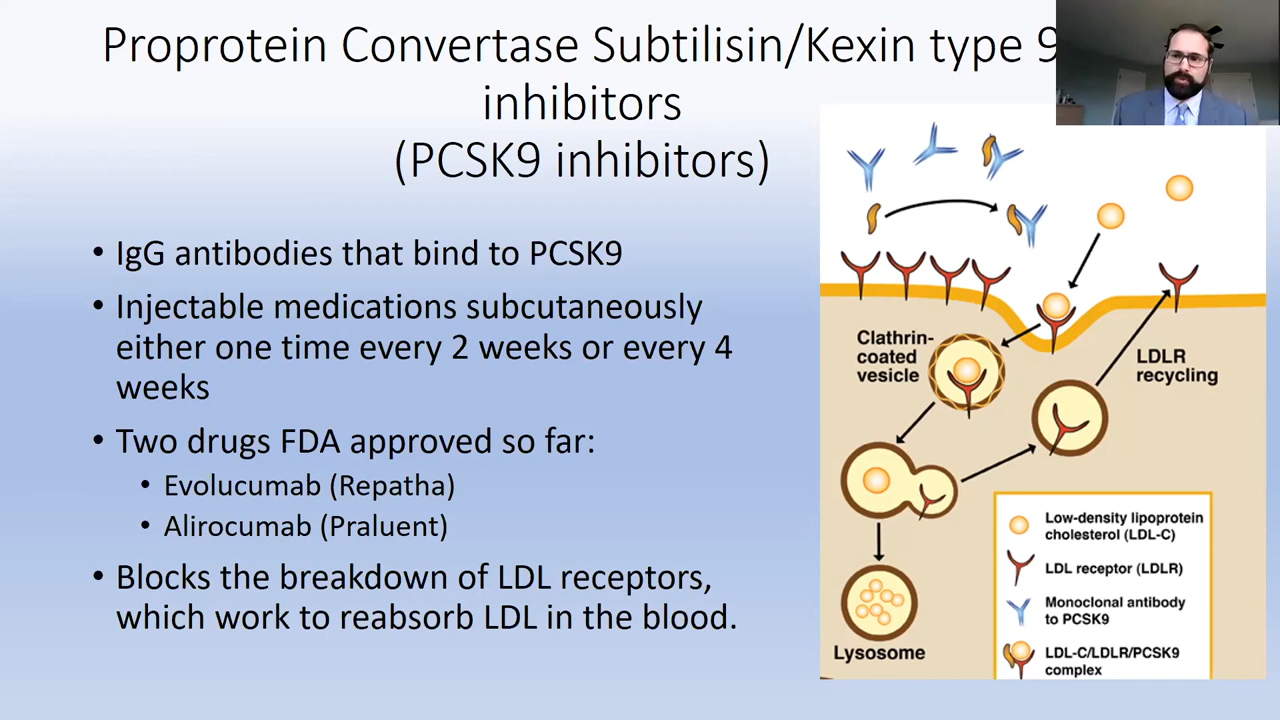 Proprotein Convertase Subtilisin/Kexin type 9
inhibitors
(PCSK9 inhibitors)
• IgG antibodies that bind to PCSK9
• Injectable medications subcutaneously
either one time every 2 weeks or every 4
weeks
• Two drugs FDA approved so far:
• Evolucumab (Repatha)
• Alirocumab (Praluent)
• Blocks the breakdown of LDL receptors,
which work to reabsorb LDL in the blood.
Clathrin-
coated
vesicle
LDLR
recycling
Lysosome
Low-density lipoprotein
cholesterol (LDL-C)
LDL receptor (LDLR)
Monoclonal antibody
to PCSK9
LDL-C/LDLR/PCSK9
complex